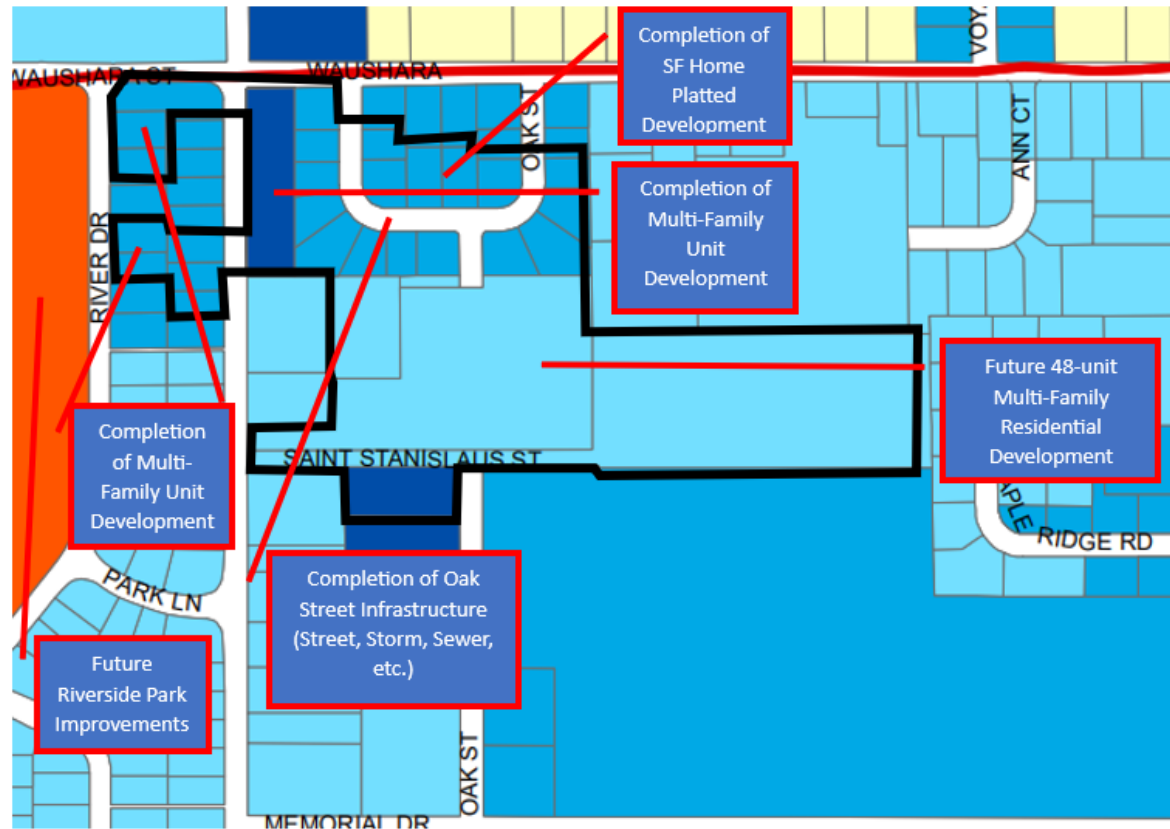 WAUSHARA ST
WAUSHARA
VOYA
Completion of
SF Home
Platted
Development
OAK ST
ANN CT
Completion of
Multi-Family
Unit
Development
RIVER DR
Future 48-unit
Multi-Family
Residential
Development
Completion
of Multi-
Family Unit
Development
SAINT STANISLAUS ST
APLE
RIDGE RD
PARK LN
Completion of Oak
Street Infrastructure
(Street, Storm, Sewer,
etc.)
Future
Riverside Park
Improvements
OAK ST
MEMORIAL DR